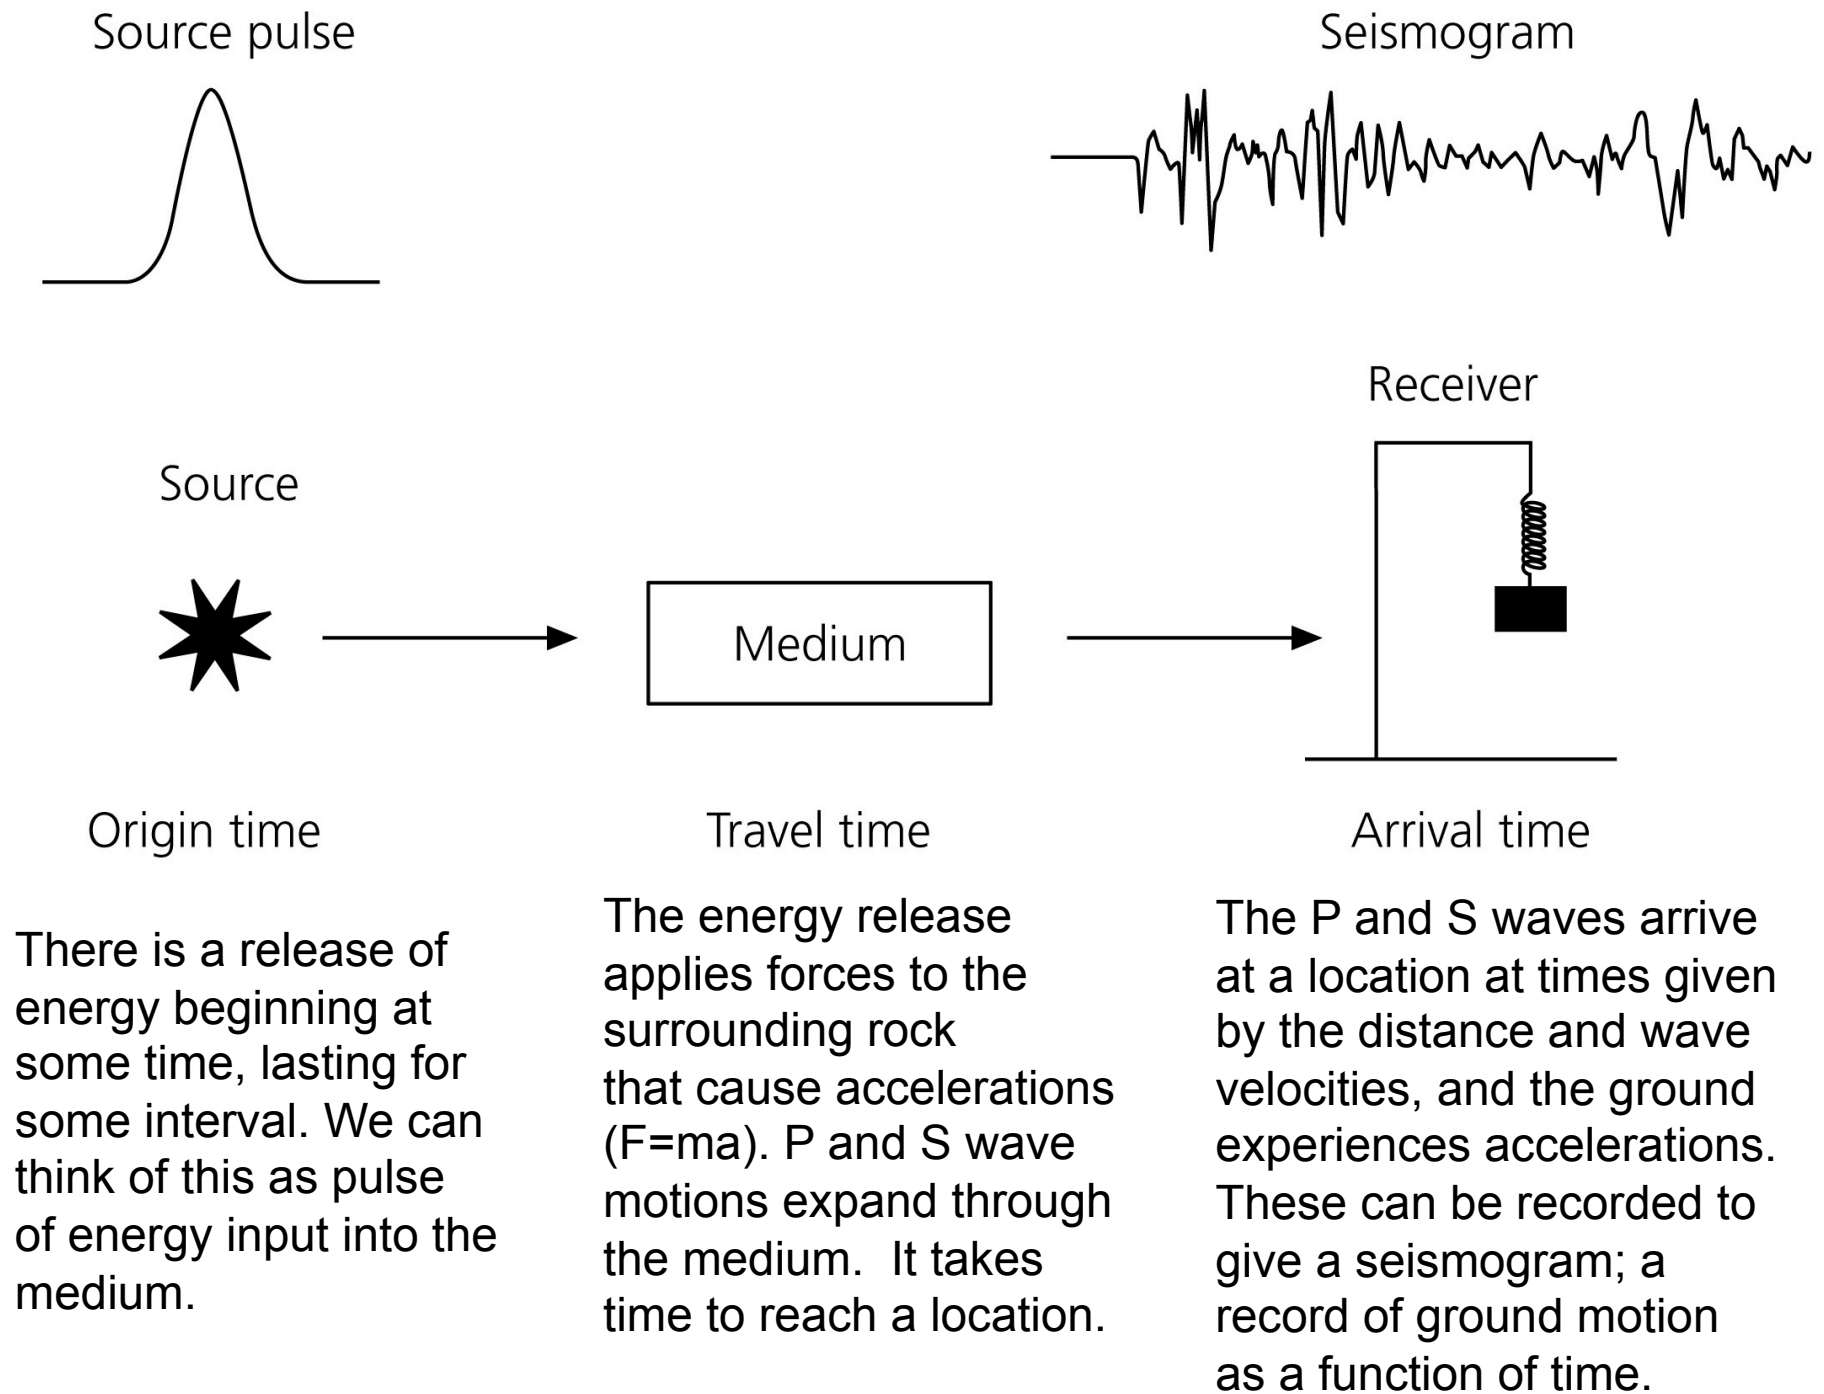 Source pulse
Seismogram
Receiver
Source
Medium
Origin time
Travel time
Arrival time
There is a release of
energy beginning at
some time, lasting for
some interval. We can
think of this as pulse
of energy input into the
medium.
The energy release
applies forces to the
surrounding rock
that cause accelerations
(F=ma). P and S wave
motions expand through
the medium.  It takes
time to reach a location.
The P and S waves arrive
at a location at times given
by the distance and wave
velocities, and the ground
experiences accelerations.
These can be recorded to
give a seismogram; a
record of ground motion
as a function of time.